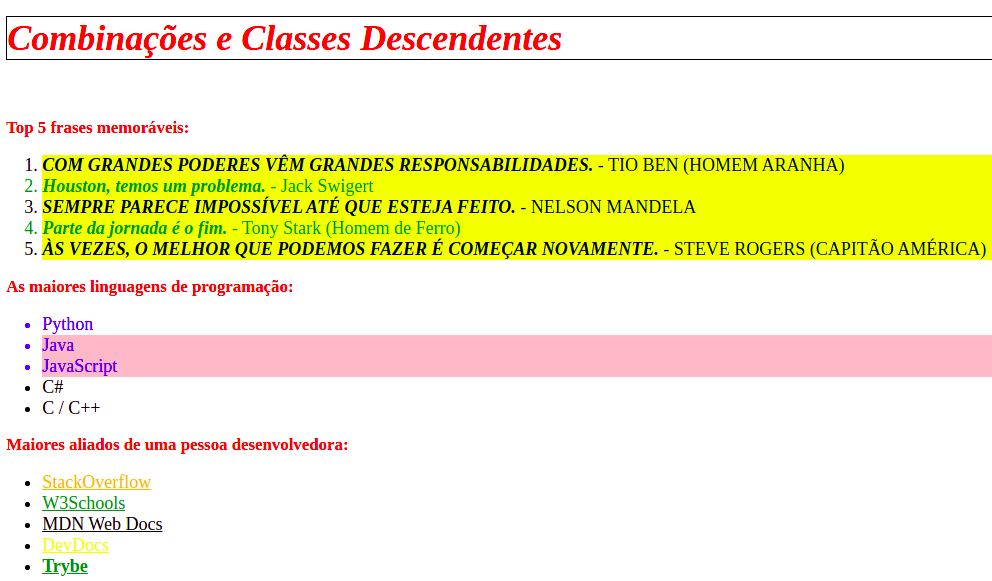 Combinações e Classes Descendentes
Top 5 frases memoráveis:
1. COM GRANDES PODERES VÊM GRANDES RESPONSABILIDADES. - TIO BEN (HOMEM ARANHA)
2. Houston, temos um problema. - Jack Swigert
3. SEMPRE PARECE IMPOSSÍVEL ATÉ QUE ESTEJA FEITO. - NELSON MANDELA
4. Parte da jornada é o fim. - Tony Stark (Homem de Ferro)
5. ÀS VEZES, O MELHOR QUE PODEMOS FAZER É COMEÇAR NOVAMENTE. - STEVE ROGERS (CAPITÃO AMÉRICA)
As maiores linguagens de programação:
• Python
• Java
• JavaScript
• C#
• C / C++
Maiores aliados de uma pessoa desenvolvedora:
• StackOverflow
• W3Schools
• MDN Web Docs
• DevDocs
• Trybe